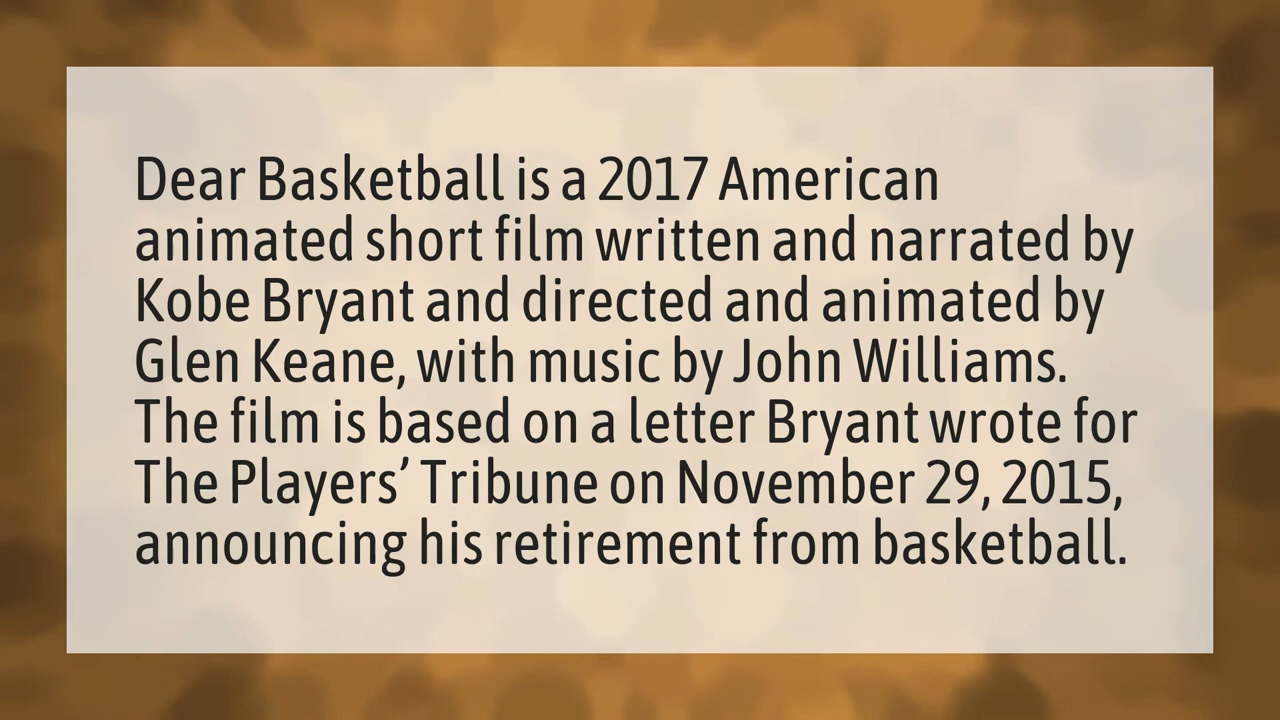 Dear Basketball is a 2017 American
animated short film written and narrated by
Kobe Bryant and directed and animated by
Glen Keane, with music by John Williams.
The film is based on a letter Bryant wrote for
The Players’ Tribune on November 29, 2015,
announcing his retirement from basketball.